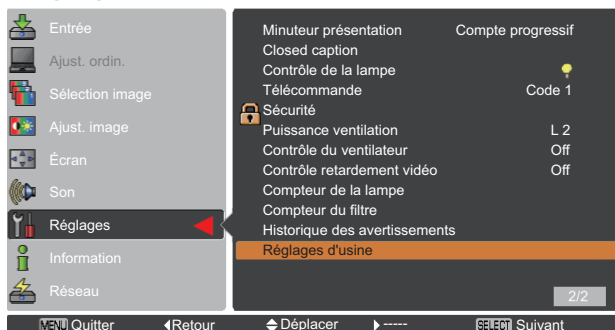 Entrée
Ajust. ordin.
Sélection image
Ajust. image
Écran
Son
Réglages
Information
Réseau
Minuteur présentation Compte progressif
Closed caption
Contrôle de la lampe
Télécommande Code 1
Sécurité
Puissance ventilation L 2
Contrôle du ventilateur Off
Contrôle retardement vidéo Off
Compteur de la lampe
Compteur du filtre
Historique des avertissements
Réglages d'usine
2/2
MENU Quitter Retour Déplacer ----- SELECT Suivant